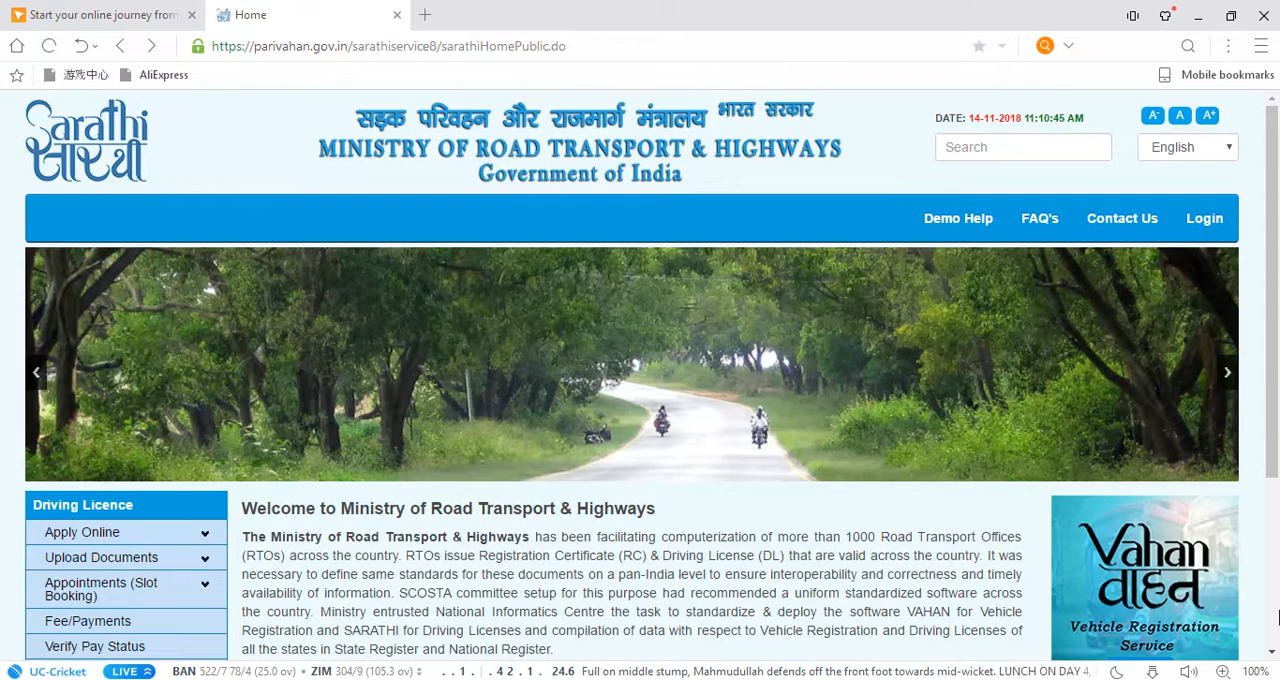 Start your online journey from
Home
https://parivahan.gov.in/sarathiservice8/sarathiHomePublic.do
游戏中心
AliExpress
Mobile bookmarks
Sarathi
सारथी
सड़क परिवहन और राजमार्ग मंत्रालय भारत सरकार
MINISTRY OF ROAD TRANSPORT & HIGHWAYS
Government of India
DATE: 14-11-2018 11:10:45 AM
A- A A+
Search
English
Demo Help FAQ's Contact Us Login
Driving Licence
Apply Online
Upload Documents
Appointments (Slot
Booking)
Fee/Payments
Verify Pay Status
Welcome to Ministry of Road Transport & Highways
The Ministry of Road Transport & Highways has been facilitating computerization of more than 1000 Road Transport Offices
(RTOs) across the country. RTOs issue Registration Certificate (RC) & Driving License (DL) that are valid across the country. It was
necessary to define same standards for these documents on a pan-India level to ensure interoperability and correctness and timely
availability of information. SCOSTA committee setup for this purpose had recommended a uniform standardized software across
the country. Ministry entrusted National Informatics Centre the task to standardize & deploy the software VAHAN for Vehicle
Registration and SARATHI for Driving Licenses and compilation of data with respect to Vehicle Registration and Driving Licenses of
all the states in State Register and National Register.
Vahan
वाहन
Vehicle Registration
Service
UC-Cricket LIVE BAN 522/7 78/4 (25.0 ov) • ZIM 304/9 (105.3 ov) . . 1 . | . 4 2 . 1 . 24.6 Full on middle stump, Mahmudullah defends off the front foot towards mid-wicket. LUNCH ON DAY 4, 100%